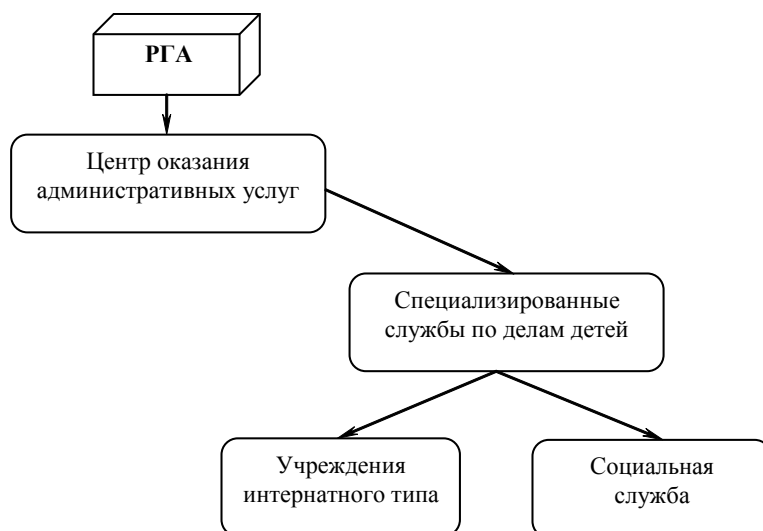 РГА
Центр оказания
административных услуг
Специализированные
службы по делам детей
Учреждения
интернатного типа
Социальная
служба